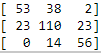 [ 53 38 2]
[ 23 110 23]
[ 0 14 56]